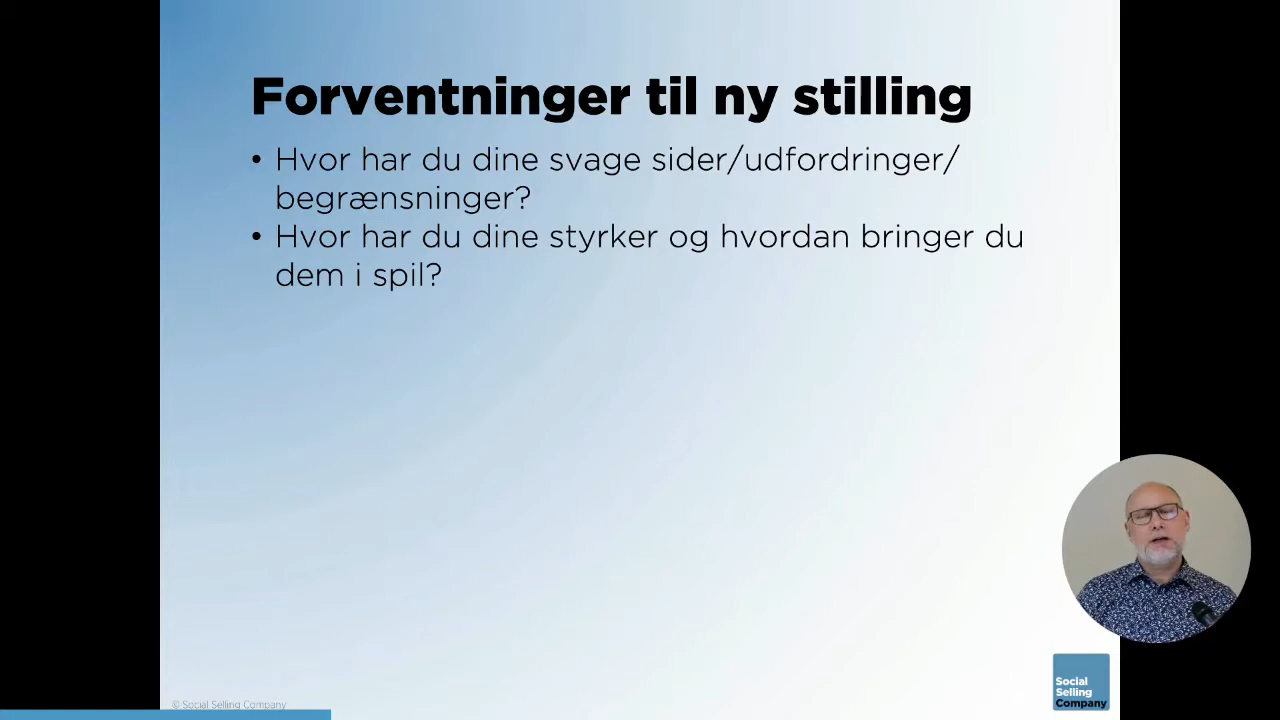 Forventninger til ny stilling
• Hvor har du dine svage sider/udfordringer/
begrænsninger?
• Hvor har du dine styrker og hvordan bringer du
dem i spil?
© Social Selling Company
Social
Selling
Company